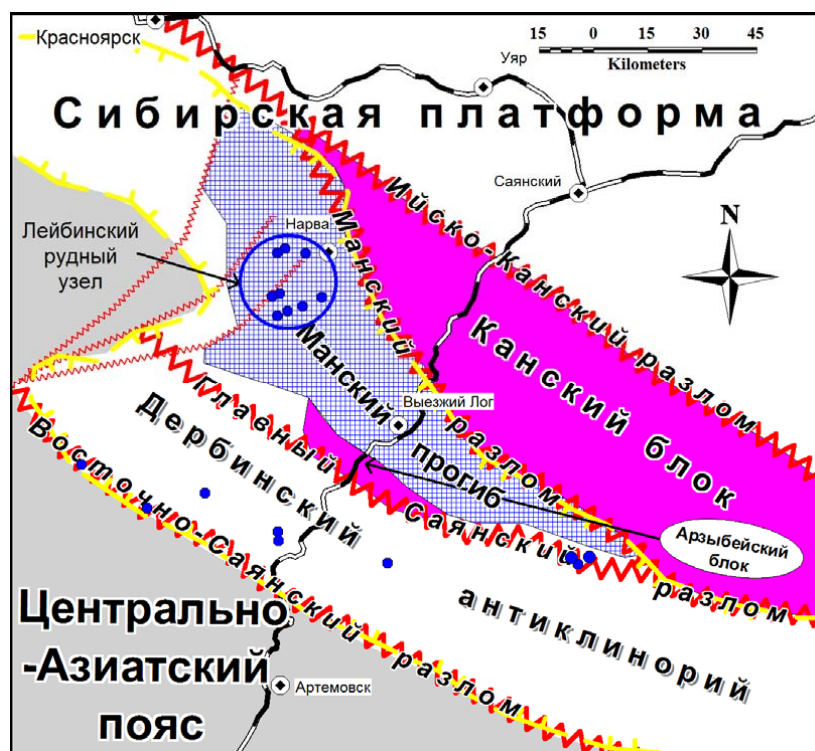 Красноярск
15 0 15 30 45
Kilometers
Уяр
Сибирская платформа
Саянский
Ийско-Канский разлом
Лейбинский
рудный
узел
Нарва
N
Манский разлом
Канский блок
Манский прогиб
Выезжий Лог
Главный Саянский разлом
Дербинский антиклинорий
Восточно-Саянский разлом
Арзыбейский
блок
Центрально
-Азиатский
пояс
Артемовск